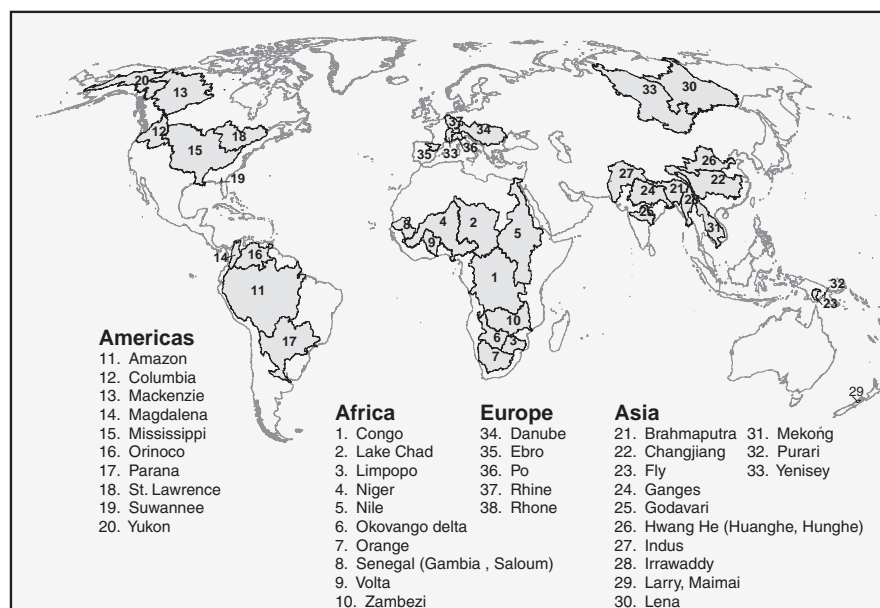 20
13
12
18
15
19
14
16
11
17
37
34
35
33
36
8
4
2
5
9
1
10
6
3
7
33
30
26
27
22
24
21
28
25
31
32
23
29
Americas
11. Amazon
12. Columbia
13. Mackenzie
14. Magdalena
15. Mississippi
16. Orinoco
17. Parana
18. St. Lawrence
19. Suwannee
20. Yukon
Africa
1. Congo
2. Lake Chad
3. Limpopo
4. Niger
5. Nile
6. Okovango delta
7. Orange
8. Senegal (Gambia , Saloum)
9. Volta
10. Zambezi
Europe
34. Danube
35. Ebro
36. Po
37. Rhine
38. Rhone
Asia
21. Brahmaputra
22. Changjiang
23. Fly
24. Ganges
25. Godavari
26. Hwang He (Huanghe, Hunghe)
27. Indus
28. Irrawaddy
29. Larry, Maimai
30. Lena
31. Mekońg
32. Purari
33. Yenisey